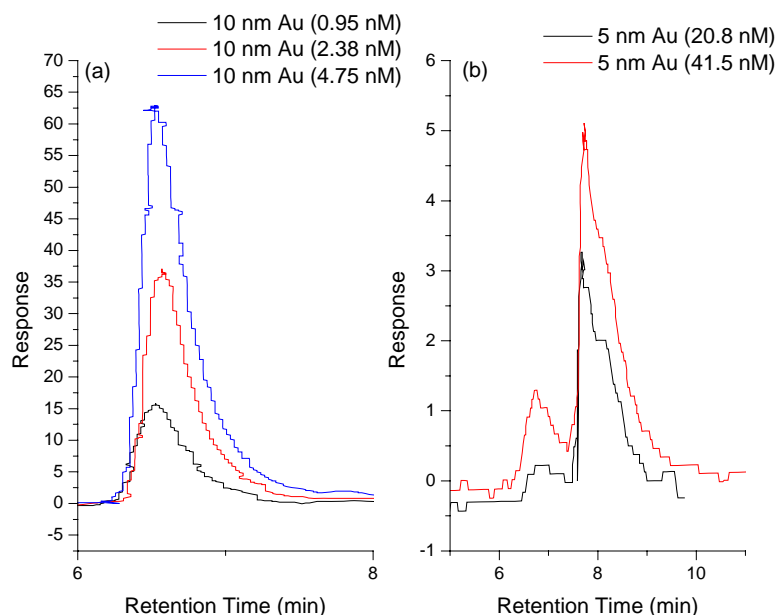 10 nm Au (0.95 nM)
10 nm Au (2.38 nM)
10 nm Au (4.75 nM)
(a)
70
65
60
55
50
45
40
35
30
25
20
15
10
5
0
-5
Response
6
8
Retention Time (min)
5 nm Au (20.8 nM)
5 nm Au (41.5 nM)
(b)
6
5
4
3
2
1
0
-1
Response
6
8
10
Retention Time (min)